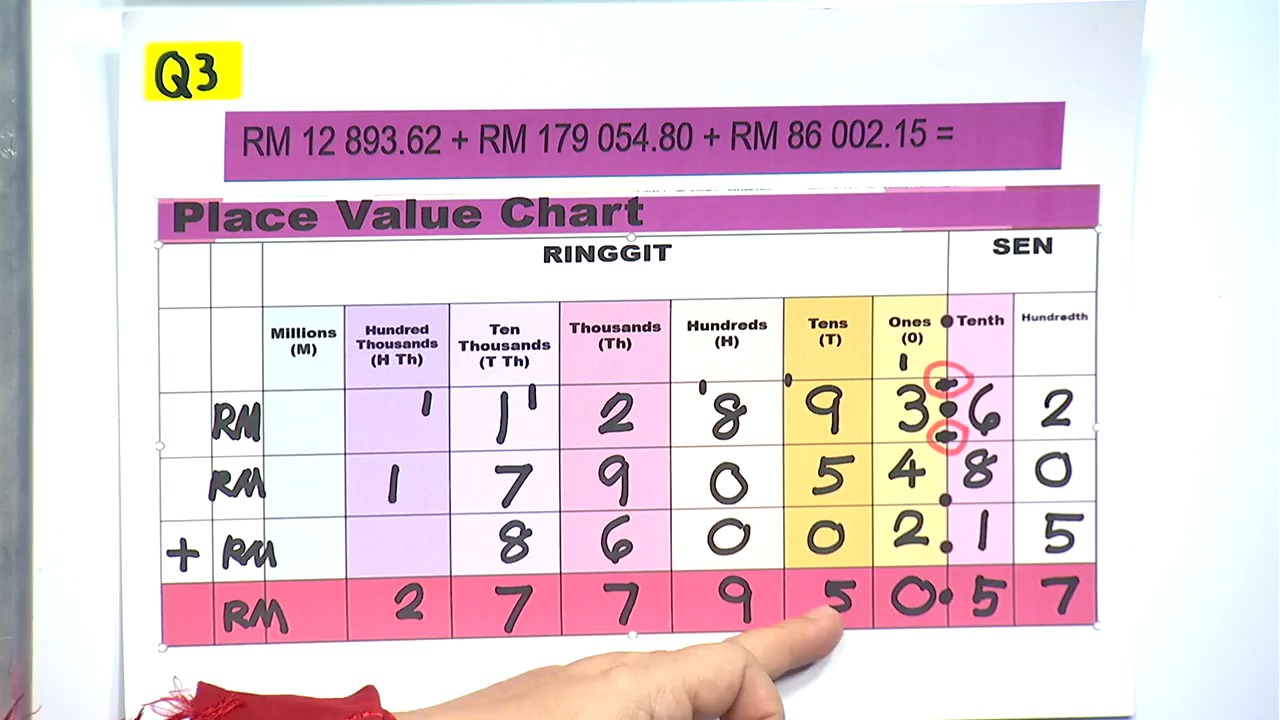 Q3
RM 12 893.62 + RM 179 054.80 + RM 86 002.15 =
Place Value Chart
RINGGIT SEN
Millions (M) Hundred Thousands (H Th) Ten Thousands (T Th) Thousands (Th) Hundreds (H) Tens (T) Ones (O) Tenth Hundredth
1
1 1 1 1
RM 1 2 8 9 3 . 6 2
RM 1 7 9 0 5 4 . 8 0
+ RM 8 6 0 0 2 . 1 5
RM 2 7 7 9 5 0 . 5 7